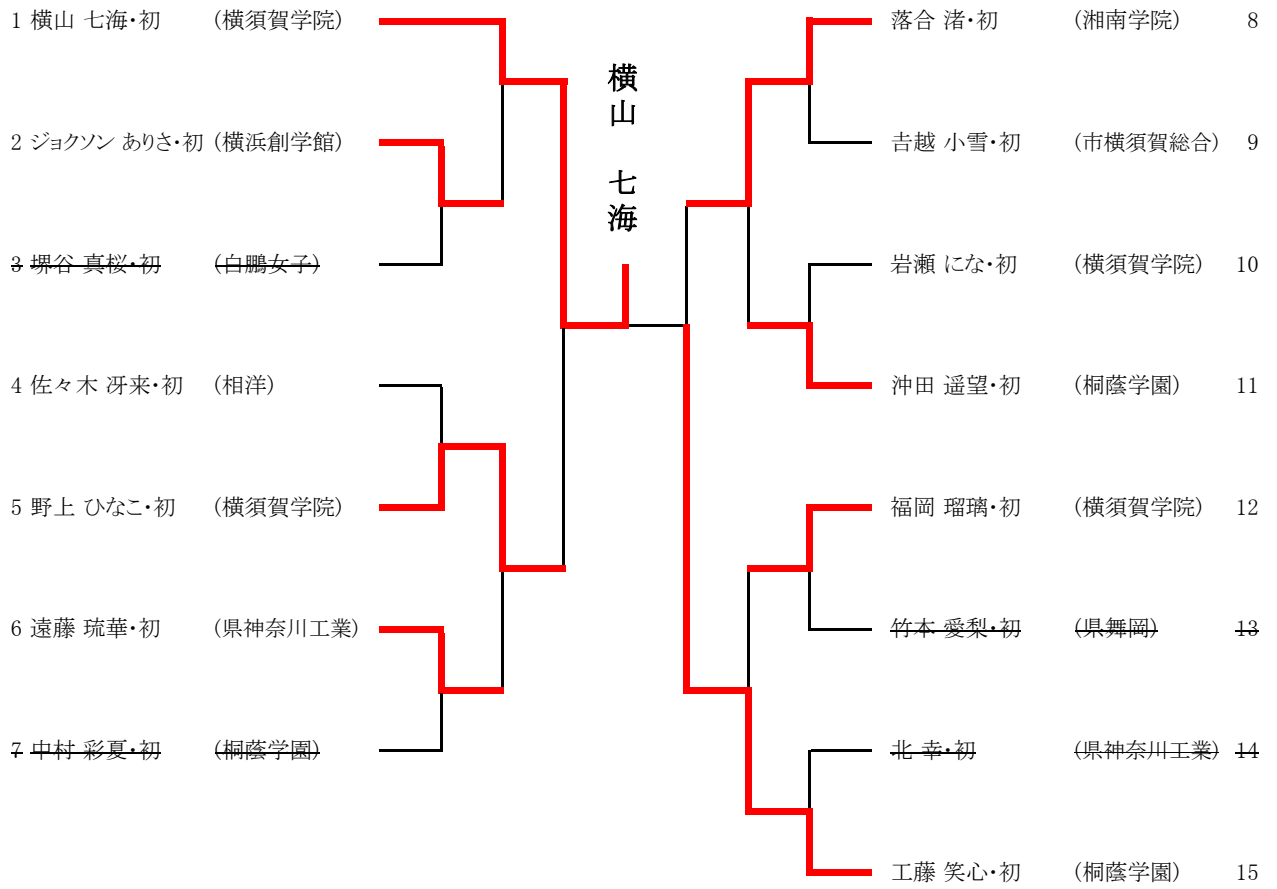 1 横山 七海・初 (横須賀学院)
2 ジョクソン ありさ・初 (横浜創学館)
3 堺谷 真桜・初 (白鵬女子)
4 佐々木 冴来・初 (相洋)
5 野上 ひなこ・初 (横須賀学院)
6 遠藤 琉華・初 (県神奈川工業)
7 中村 彩夏・初 (桐蔭学園)
横山 七海
落合 渚・初 (湘南学院) 8
𠮷越 小雪・初 (市横須賀総合) 9
岩瀬 にな・初 (横須賀学院) 10
沖田 遥望・初 (桐蔭学園) 11
福岡 瑠璃・初 (横須賀学院) 12
竹本 愛梨・初 (県舞岡) 13
北 幸・初 (県神奈川工業) 14
工藤 笑心・初 (桐蔭学園) 15